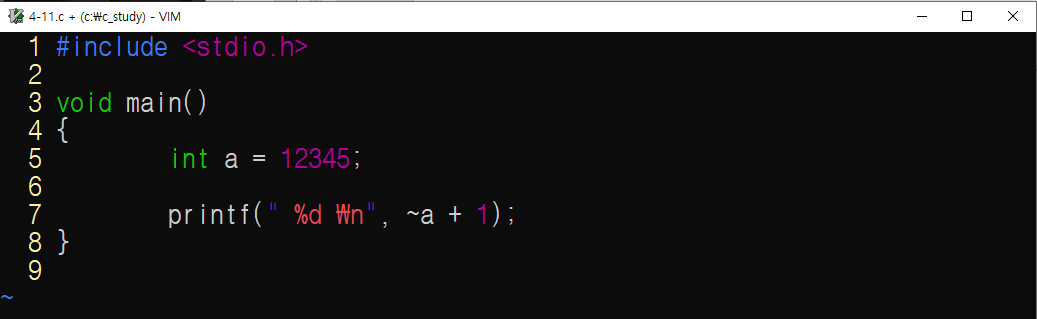 4-11.c + (c:₩c_study) - VIM
1 #include <stdio.h>
2
3 void main()
4 {
5 int a = 12345;
6
7 printf(" %d ₩n", ~a + 1);
8 }
9
~